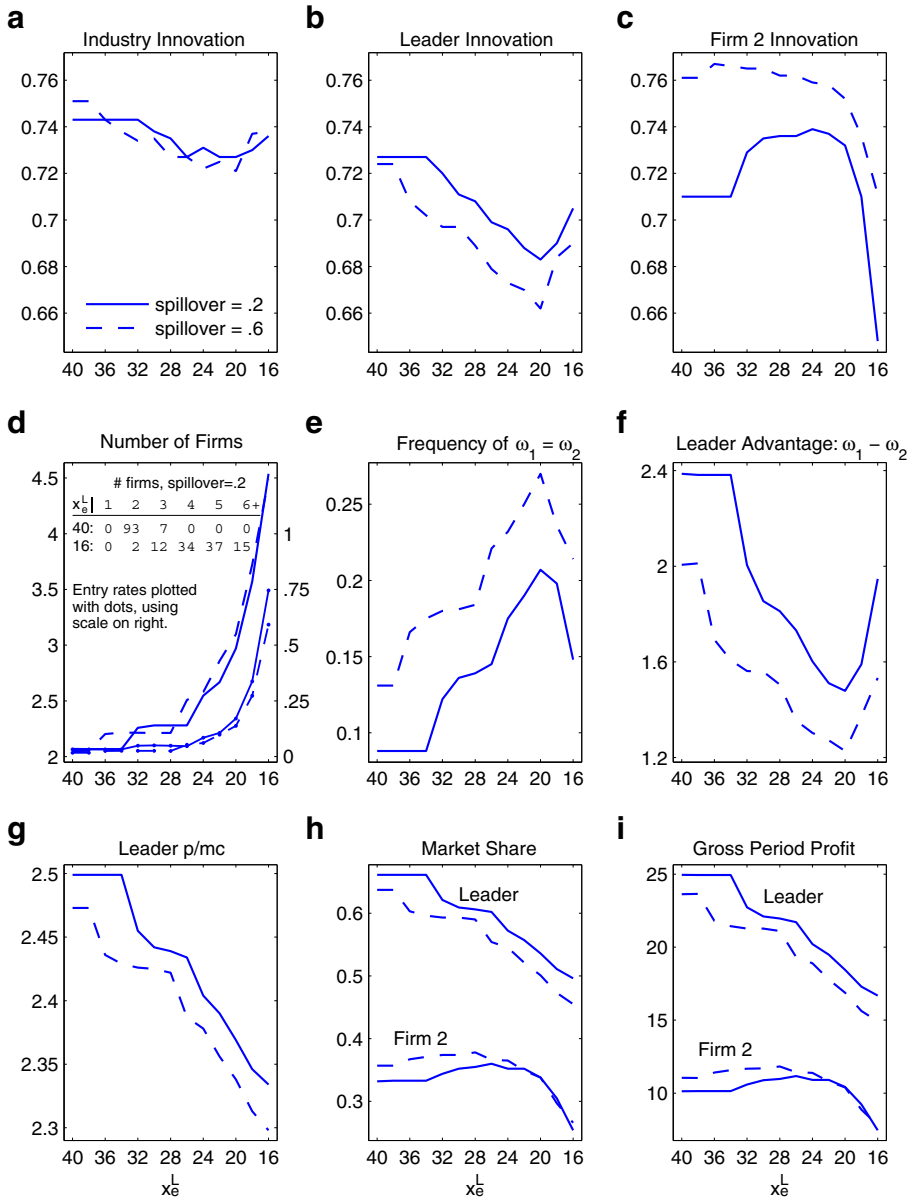 a
Industry Innovation
0.76
0.74
0.72
0.7
0.68
0.66
spillover = .2
spillover = .6
40 36 32 28 24 20 16
b
Leader Innovation
0.76
0.74
0.72
0.7
0.68
0.66
40 36 32 28 24 20 16
c
Firm 2 Innovation
0.76
0.74
0.72
0.7
0.68
0.66
40 36 32 28 24 20 16
d
Number of Firms
4.5
4
3.5
3
2.5
2
# firms, spillover=.2
x_e^L| 1 2 3 4 5 6+
40: 0 93 7 0 0 0
16: 0 2 12 34 37 15
Entry rates plotted
with dots, using
scale on right.
1
.75
.5
.25
0
40 36 32 28 24 20 16
e
Frequency of ω₁ = ω₂
0.25
0.2
0.15
0.1
40 36 32 28 24 20 16
f
Leader Advantage: ω₁ − ω₂
2.4
2
1.6
1.2
40 36 32 28 24 20 16
g
Leader p/mc
2.5
2.45
2.4
2.35
2.3
40 36 32 28 24 20 16
x_e^L
h
Market Share
0.6
0.5
0.4
0.3
Leader
Firm 2
40 36 32 28 24 20 16
x_e^L
i
Gross Period Profit
25
20
15
10
Leader
Firm 2
40 36 32 28 24 20 16
x_e^L